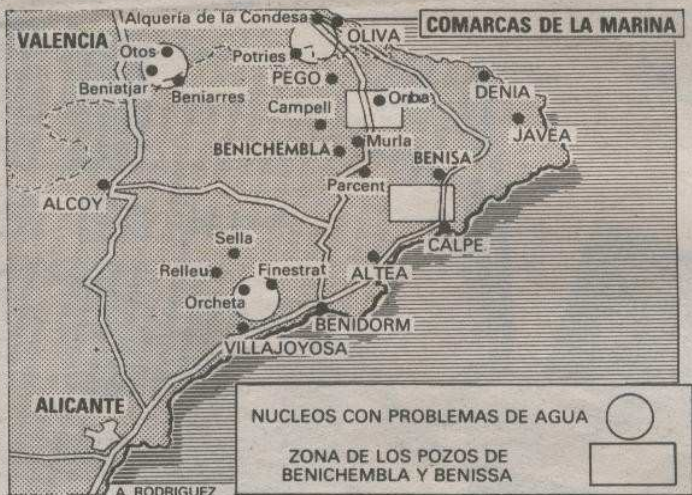 COMARCAS DE LA MARINA
VALENCIA
Alquería de la Condesa
OLIVA
Otos
Potries
Beniatjar
Beniarres
PEGO
DENIA
Campell
Orriba
JAVEA
BENICHEMBLA
Murla
BENISA
Parcent
ALCOY
CALPE
Sella
Relleu
Finestrat
ALTEA
Orcheta
BENIDORM
VILLAJOYOSA
ALICANTE
NUCLEOS CON PROBLEMAS DE AGUA
ZONA DE LOS POZOS DE
BENICHEMBLA Y BENISSA
A. RODRIGUEZ